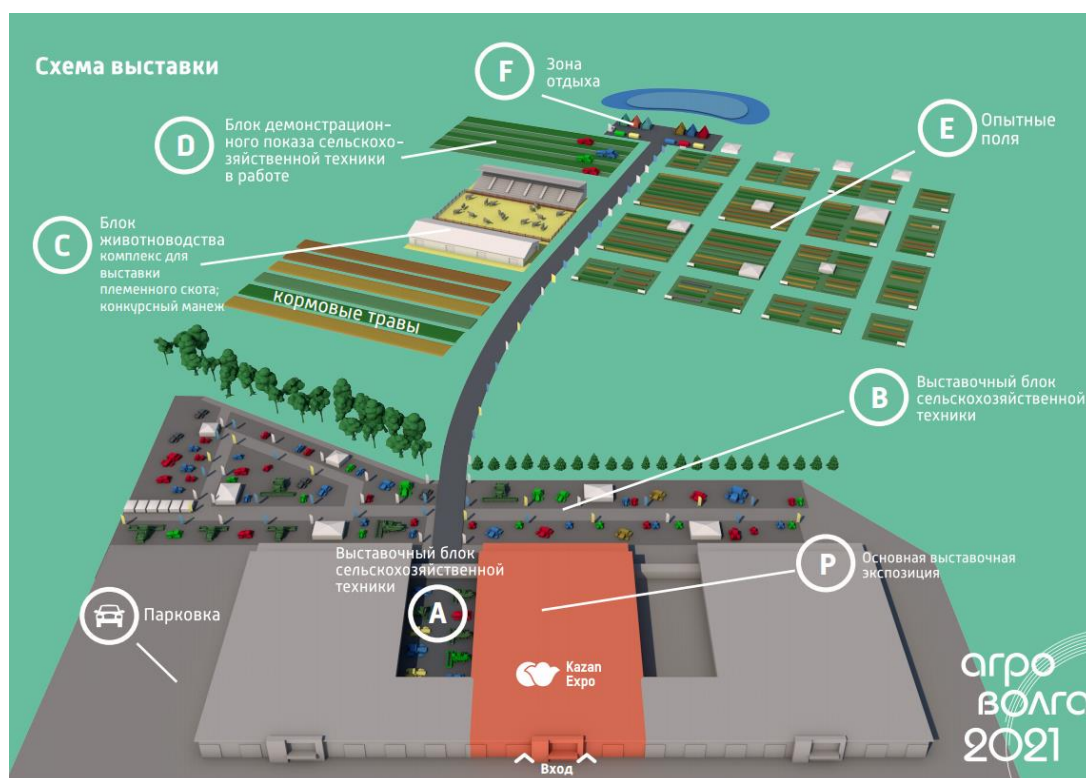 Схема выставки
F
Зона
отдыха
D
Блок демонстрацион-
ного показа сельскохо-
зяйственной техники
в работе
E
Опытные
поля
C
Блок
животноводства
комплекс для
выставки
племенного скота;
конкурсный манеж
кормовые травы
B
Выставочный блок
сельскохозяйственной
техники
Выставочный блок
сельскохозяйственной
техники
A
P
Основная выставочная
экспозиция
Парковка
Kazan
Expo
Вход
агро
волга
2021